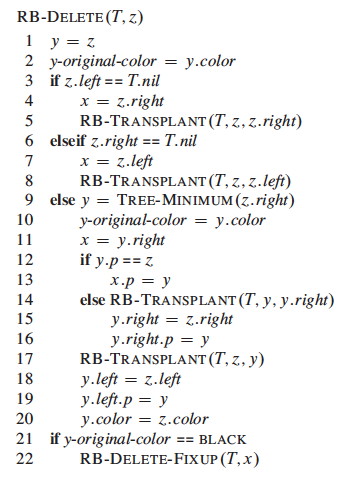 RB-DELETE(T, z)
1 y = z
2 y-original-color = y.color
3 if z.left == T.nil
4 x = z.right
5 RB-TRANSPLANT(T, z, z.right)
6 elseif z.right == T.nil
7 x = z.left
8 RB-TRANSPLANT(T, z, z.left)
9 else y = TREE-MINIMUM(z.right)
10 y-original-color = y.color
11 x = y.right
12 if y.p == z
13 x.p = y
14 else RB-TRANSPLANT(T, y, y.right)
15 y.right = z.right
16 y.right.p = y
17 RB-TRANSPLANT(T, z, y)
18 y.left = z.left
19 y.left.p = y
20 y.color = z.color
21 if y-original-color == BLACK
22 RB-DELETE-FIXUP(T, x)